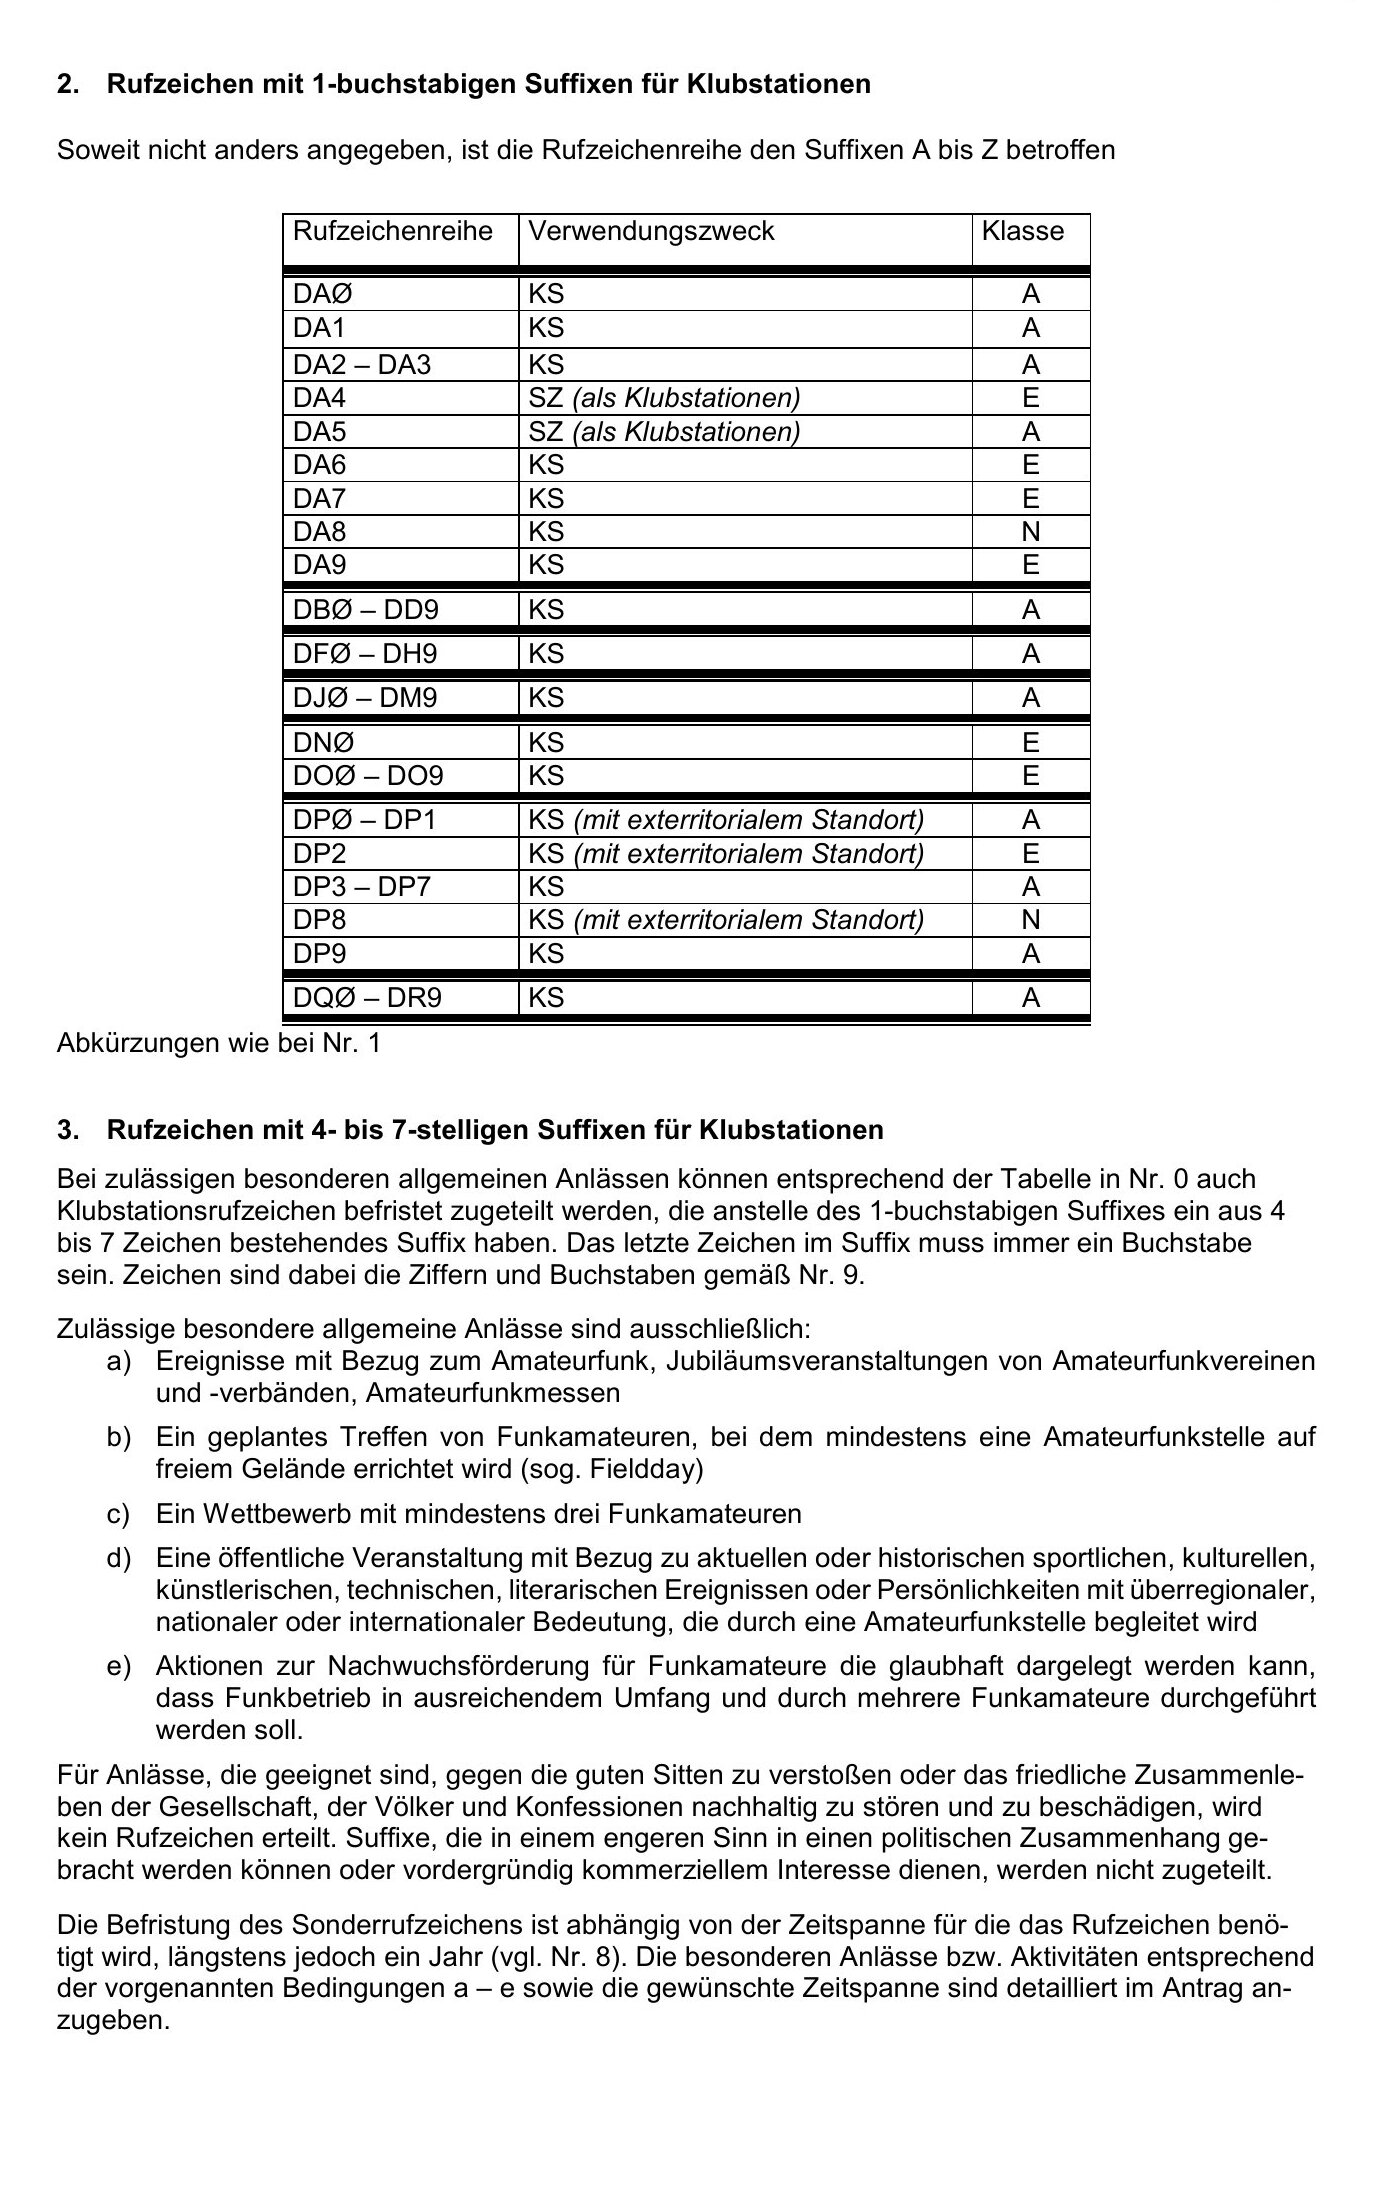 2. Rufzeichen mit 1-buchstabigen Suffixen für Klubstationen
Soweit nicht anders angegeben, ist die Rufzeichenreihe den Suffixen A bis Z betroffen
Rufzeichenreihe Verwendungszweck Klasse
DAØ KS A
DA1 KS A
DA2 – DA3 KS A
DA4 SZ (als Klubstationen) E
DA5 SZ (als Klubstationen) A
DA6 KS E
DA7 KS E
DA8 KS N
DA9 KS E
DBØ – DD9 KS A
DFØ – DH9 KS A
DJØ – DM9 KS A
DNØ KS E
DOØ – DO9 KS E
DPØ – DP1 KS (mit exterritorialem Standort) A
DP2 KS (mit exterritorialem Standort) E
DP3 – DP7 KS A
DP8 KS (mit exterritorialem Standort) N
DP9 KS A
DQØ – DR9 KS A
Abkürzungen wie bei Nr. 1
3. Rufzeichen mit 4- bis 7-stelligen Suffixen für Klubstationen
Bei zulässigen besonderen allgemeinen Anlässen können entsprechend der Tabelle in Nr. 0 auch
Klubstationsrufzeichen befristet zugeteilt werden, die anstelle des 1-buchstabigen Suffixes ein aus 4
bis 7 Zeichen bestehendes Suffix haben. Das letzte Zeichen im Suffix muss immer ein Buchstabe
sein. Zeichen sind dabei die Ziffern und Buchstaben gemäß Nr. 9.
Zulässige besondere allgemeine Anlässe sind ausschließlich:
a) Ereignisse mit Bezug zum Amateurfunk, Jubiläumsveranstaltungen von Amateurfunkvereinen
und -verbänden, Amateurfunkmessen
b) Ein geplantes Treffen von Funkamateuren, bei dem mindestens eine Amateurfunkstelle auf
freiem Gelände errichtet wird (sog. Fieldday)
c) Ein Wettbewerb mit mindestens drei Funkamateuren
d) Eine öffentliche Veranstaltung mit Bezug zu aktuellen oder historischen sportlichen, kulturellen,
künstlerischen, technischen, literarischen Ereignissen oder Persönlichkeiten mit überregionaler,
nationaler oder internationaler Bedeutung, die durch eine Amateurfunkstelle begleitet wird
e) Aktionen zur Nachwuchsförderung für Funkamateure die glaubhaft dargelegt werden kann,
dass Funkbetrieb in ausreichendem Umfang und durch mehrere Funkamateure durchgeführt
werden soll.
Für Anlässe, die geeignet sind, gegen die guten Sitten zu verstoßen oder das friedliche Zusammenle-
ben der Gesellschaft, der Völker und Konfessionen nachhaltig zu stören und zu beschädigen, wird
kein Rufzeichen erteilt. Suffixe, die in einem engeren Sinn in einen politischen Zusammenhang ge-
bracht werden können oder vordergründig kommerziellem Interesse dienen, werden nicht zugeteilt.
Die Befristung des Sonderrufzeichens ist abhängig von der Zeitspanne für die das Rufzeichen benö-
tigt wird, längstens jedoch ein Jahr (vgl. Nr. 8). Die besonderen Anlässe bzw. Aktivitäten entsprechend
der vorgenannten Bedingungen a – e sowie die gewünschte Zeitspanne sind detailliert im Antrag an-
zugeben.